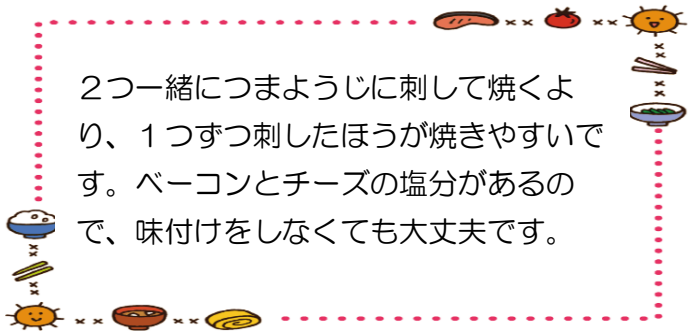 ２つ一緒につまようじに刺して焼くよ
り、１つずつ刺したほうが焼きやすいで
す。ベーコンとチーズの塩分があるの
で、味付けをしなくても大丈夫です。